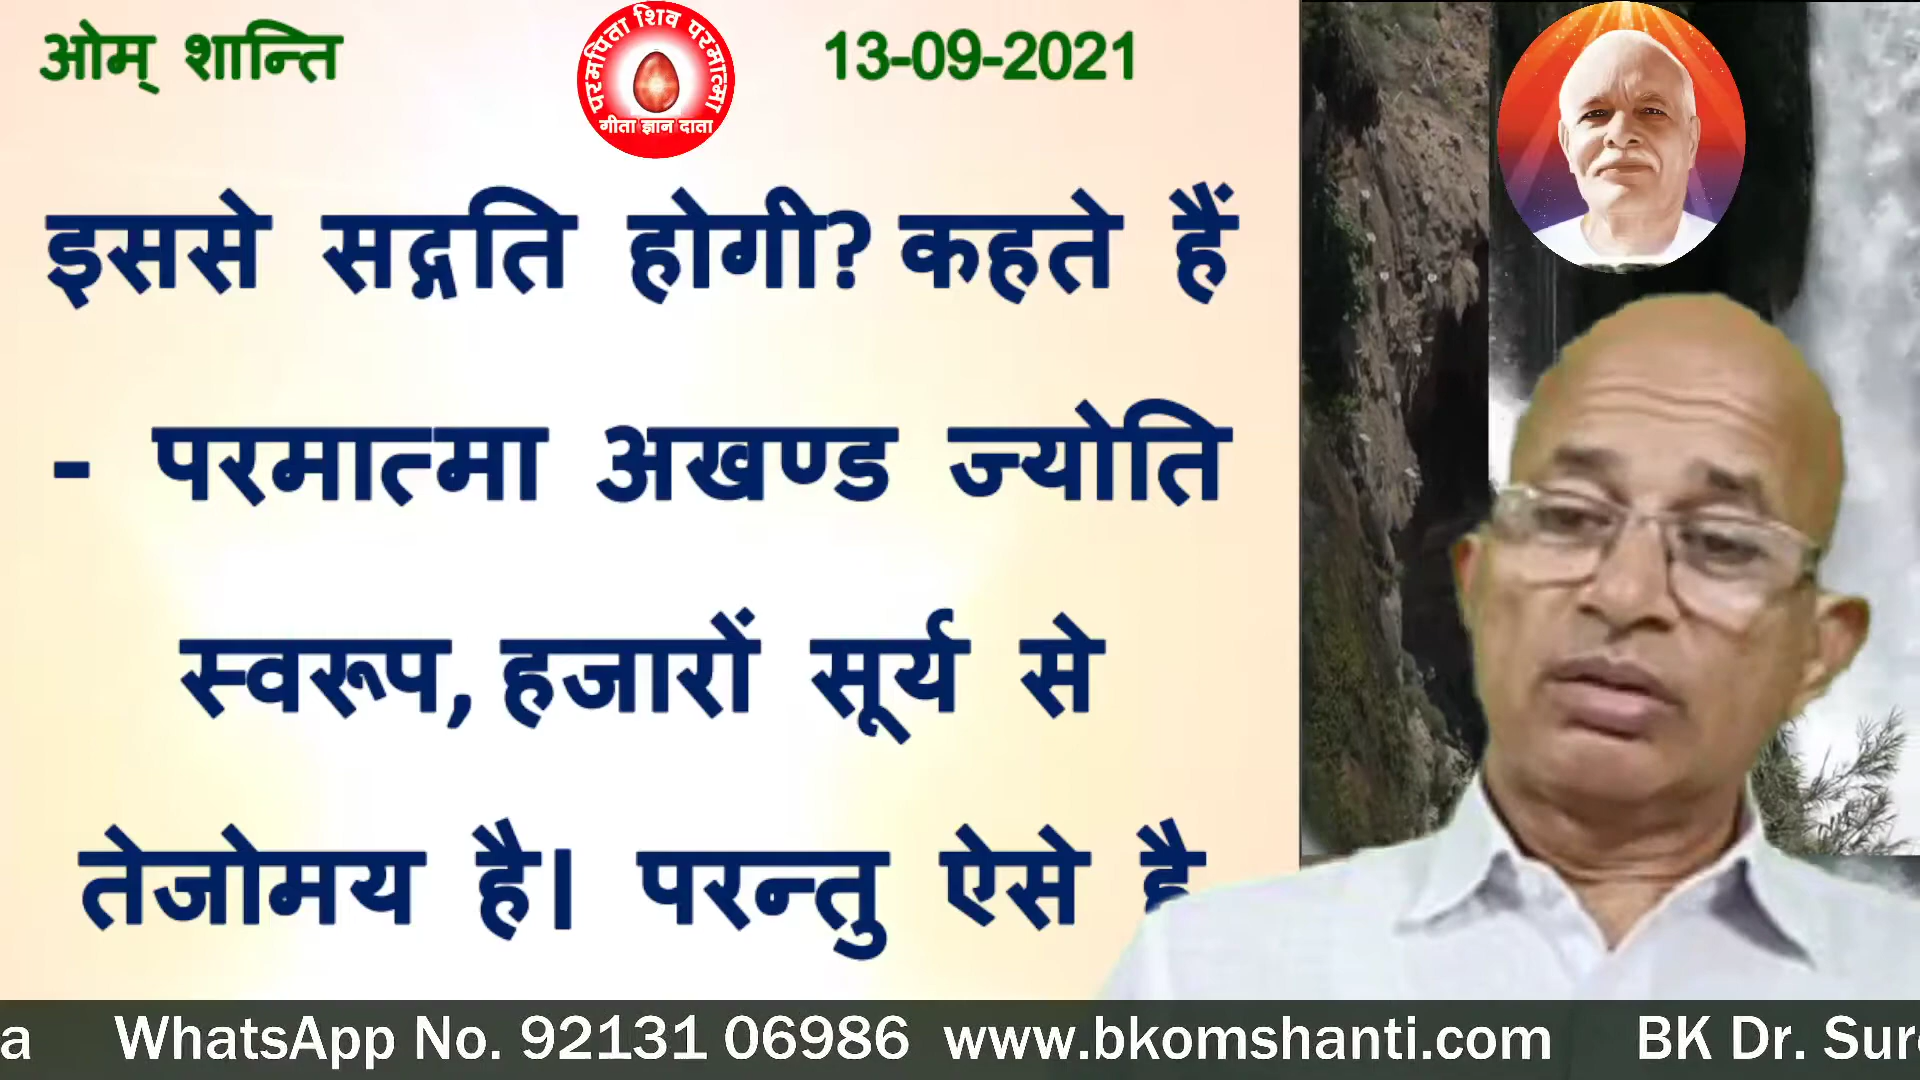 ओम् शान्ति
परमपिता शिव परमात्मा
गीता ज्ञान दाता
13-09-2021
इससे सद्गति होगी? कहते हैं
- परमात्मा अखण्ड ज्योति
स्वरूप, हजारों सूर्य से
तेजोमय है। परन्तु ऐसे है
a WhatsApp No. 92131 06986 www.bkomshanti.com BK Dr. Sur